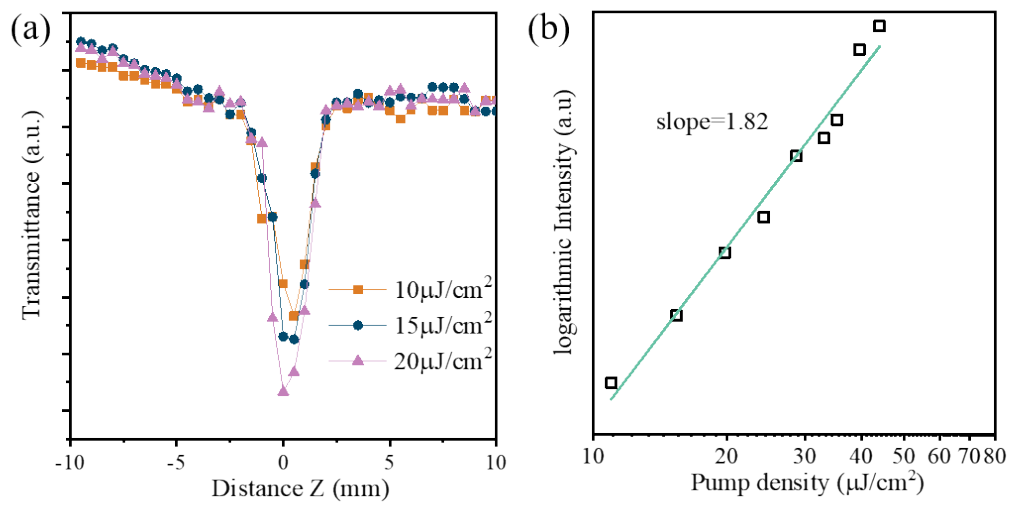 (a)
Transmittance (a.u.)
10μJ/cm²
15μJ/cm²
20μJ/cm²
-10 -5 0 5 10
Distance Z (mm)
(b)
logarithmic Intensity (a.u)
slope=1.82
10 20 30 40 50 60 70 80
Pump density (μJ/cm²)